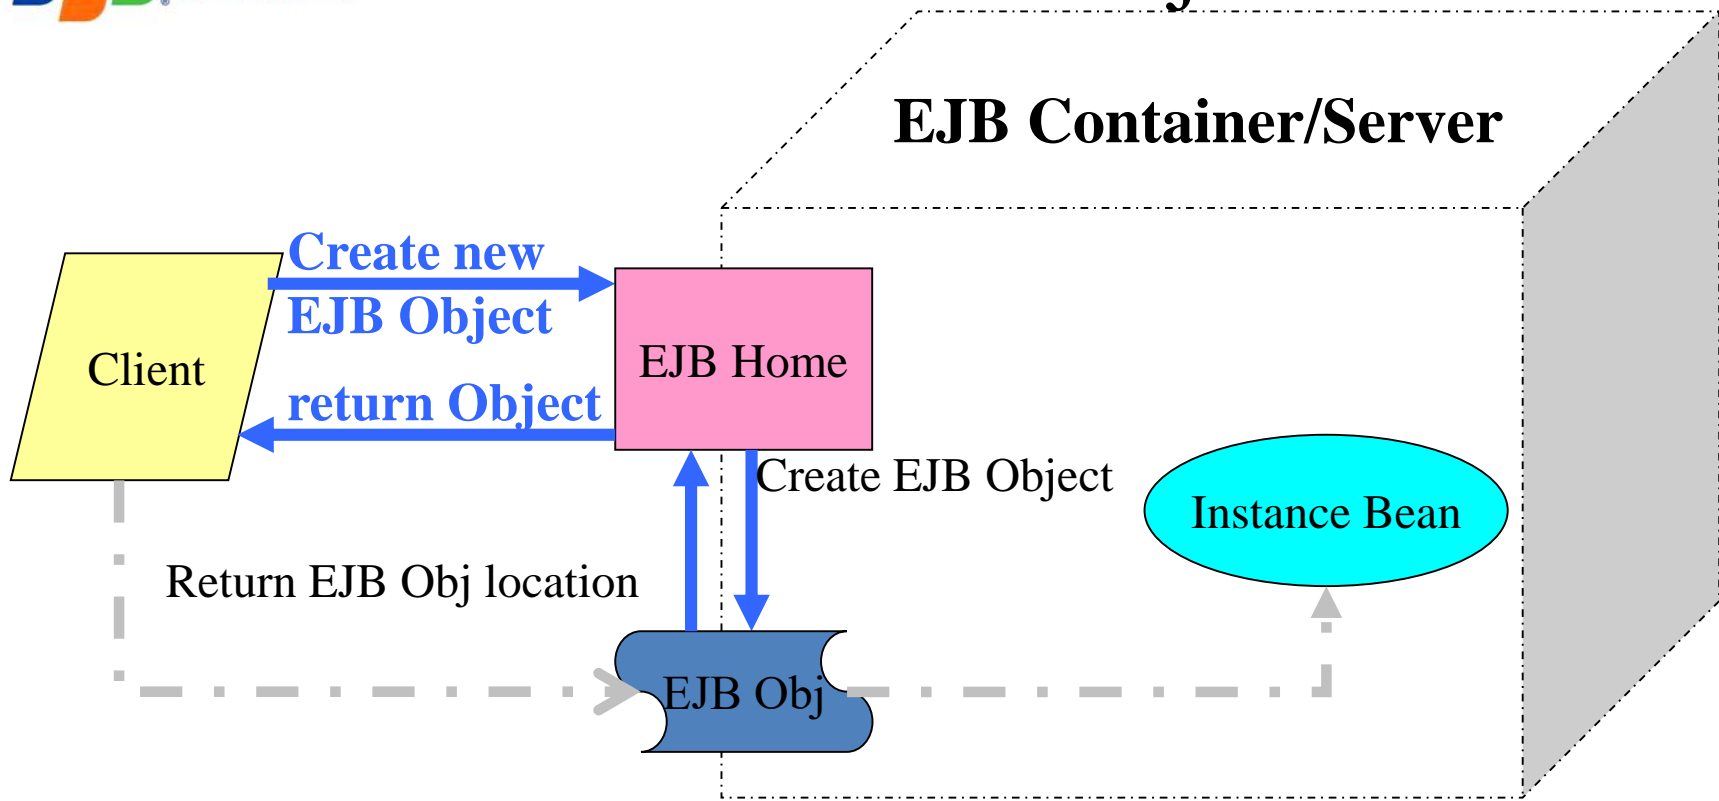 EJB Container/Server
Create new
EJB Object
Client
EJB Home
return Object
Create EJB Object
Instance Bean
Return EJB Obj location
EJB Obj